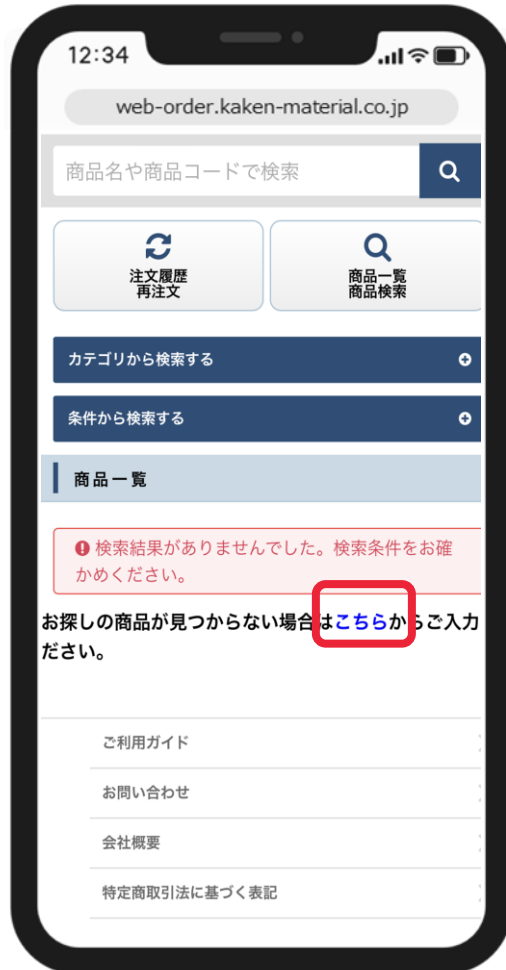 12:34
web-order.kaken-material.co.jp
商品名や商品コードで検索
注文履歴
再注文
商品一覧
商品検索
カテゴリから検索する
条件から検索する
商品一覧
検索結果がありませんでした。検索条件をお確
かめください。
お探しの商品が見つからない場合はこちらからご入力
ださい。
ご利用ガイド
お問い合わせ
会社概要
特定商取引法に基づく表記